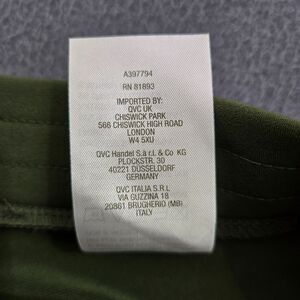 A397794
RN 81893
IMPORTED BY:
QVC UK
CHISWICK PARK
566 CHISWICK HIGH ROAD
LONDON
W4 5XU
QVC Handel S.à r.L & Co. KG
PLOCKSTR. 30
40221 DÜSSELDORF
GERMANY
QVC ITALIA S.R.L
VIA GUZZINA 18
20861 BRUGHERIO (MB)
ITALY